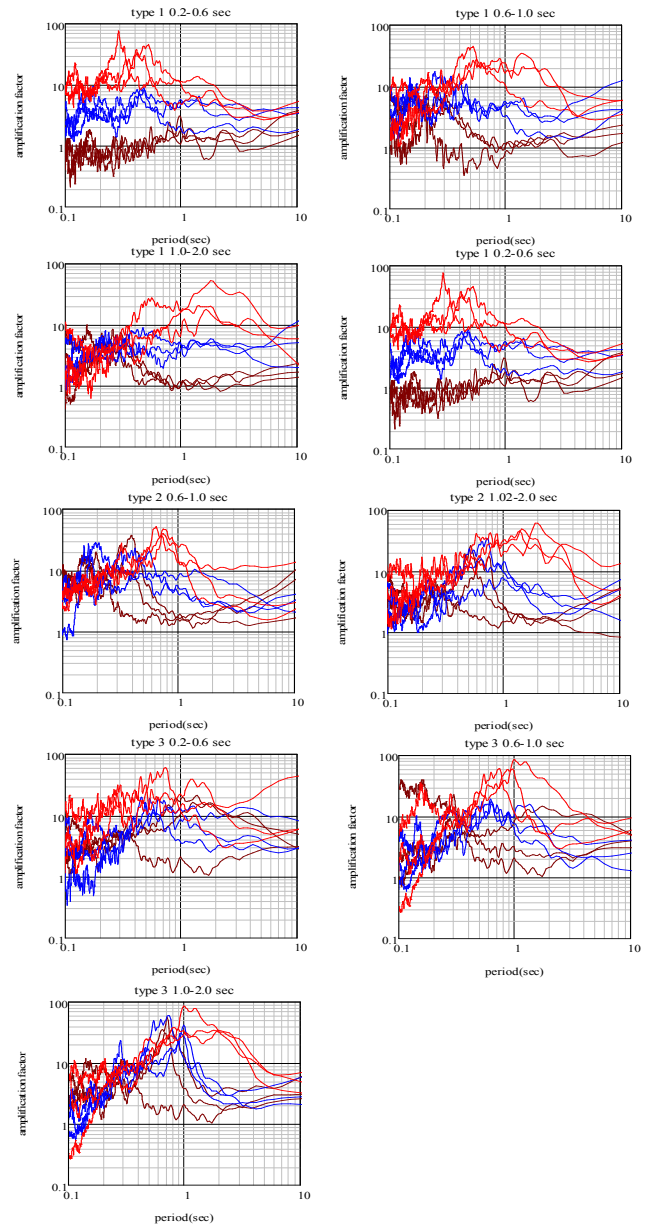 type 1 0.2-0.6 sec
amplification factor
100
10
1
0.1
0.1
1
10
period(sec)
type 1 0.6-1.0 sec
amplification factor
100
10
1
0.1
0.1
1
10
period(sec)
type 1 1.0-2.0 sec
amplification factor
100
10
1
0.1
0.1
1
10
period(sec)
type 1 0.2-0.6 sec
amplification factor
100
10
1
0.1
0.1
1
10
period(sec)
type 2 0.6-1.0 sec
amplification factor
100
10
1
0.1
0.1
1
10
period(sec)
type 2 1.02-2.0 sec
amplification factor
100
10
1
0.1
0.1
1
10
period(sec)
type 3 0.2-0.6 sec
amplification factor
100
10
1
0.1
0.1
1
10
period(sec)
type 3 0.6-1.0 sec
amplification factor
100
10
1
0.1
0.1
1
10
period(sec)
type 3 1.0-2.0 sec
amplification factor
100
10
1
0.1
0.1
1
10
period(sec)